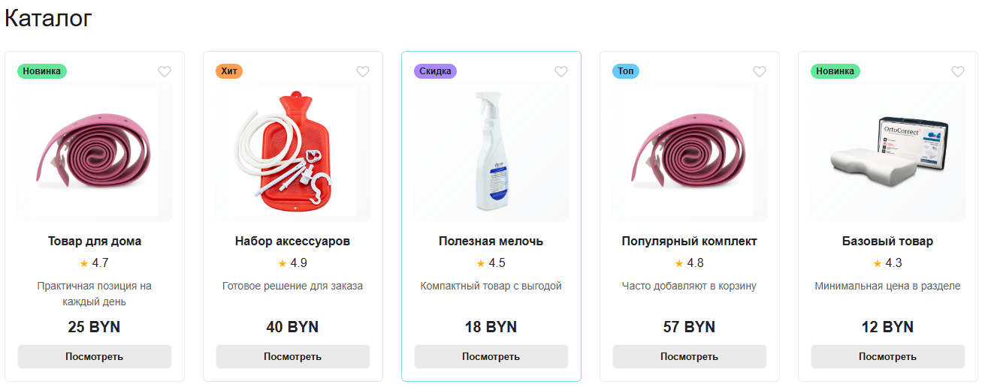 Каталог
Новинка
Товар для дома
★ 4.7
Практичная позиция на
каждый день
25 BYN
Посмотреть
Хит
Набор аксессуаров
★ 4.9
Готовое решение для заказа
40 BYN
Посмотреть
Скидка
Полезная мелочь
★ 4.5
Компактный товар с выгодой
18 BYN
Посмотреть
Топ
Популярный комплект
★ 4.8
Часто добавляют в корзину
57 BYN
Посмотреть
Новинка
OrtoCorrect
Базовый товар
★ 4.3
Минимальная цена в разделе
12 BYN
Посмотреть